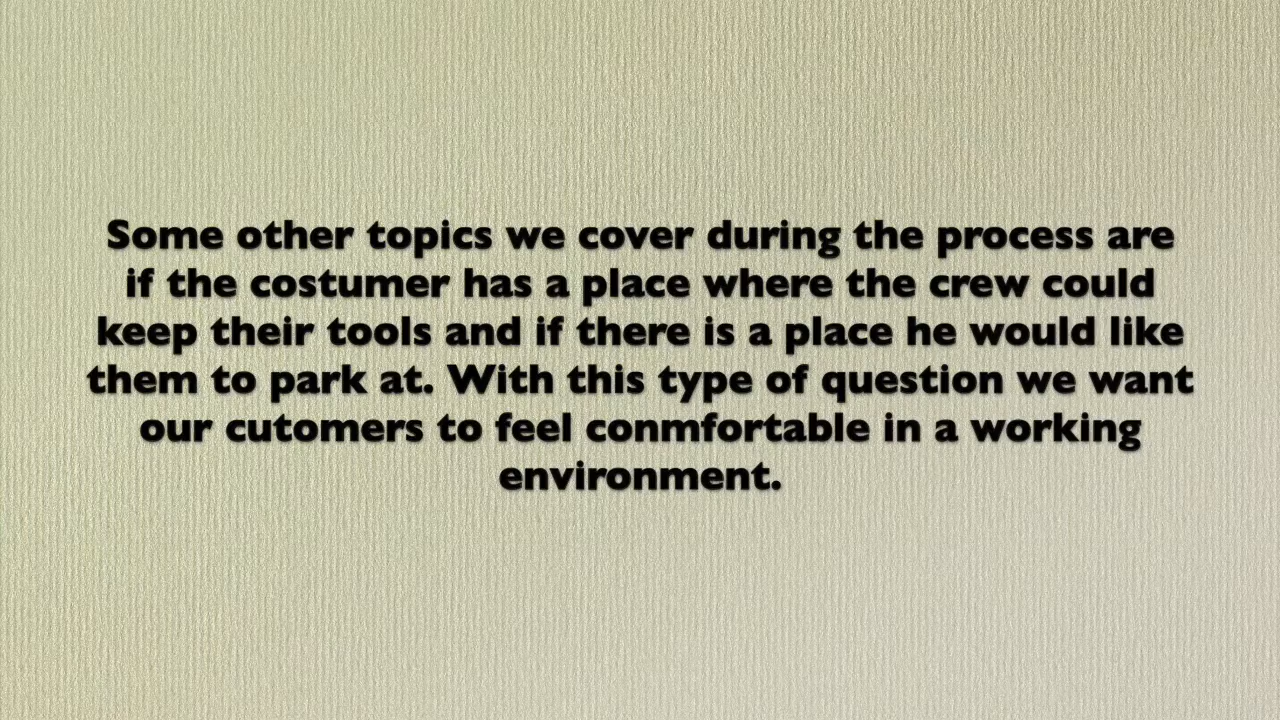 Some other topics we cover during the process are
if the costumer has a place where the crew could
keep their tools and if there is a place he would like
them to park at. With this type of question we want
our cutomers to feel conmfortable in a working
environment.